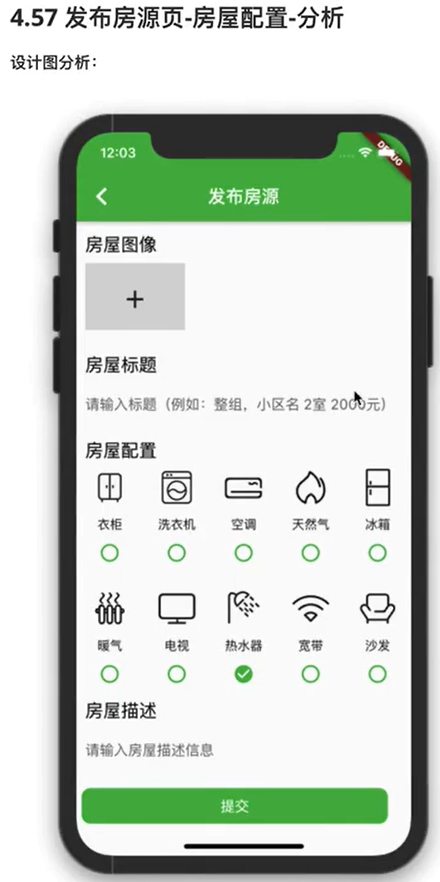 4.57 发布房源页-房屋配置-分析
设计图分析：
12:03
DEBUG
发布房源
房屋图像
+
房屋标题
请输入标题（例如：整组，小区名 2室 2000元）
房屋配置
衣柜 洗衣机 空调 天然气 冰箱
暖气 电视 热水器 宽带 沙发
房屋描述
请输入房屋描述信息
提交